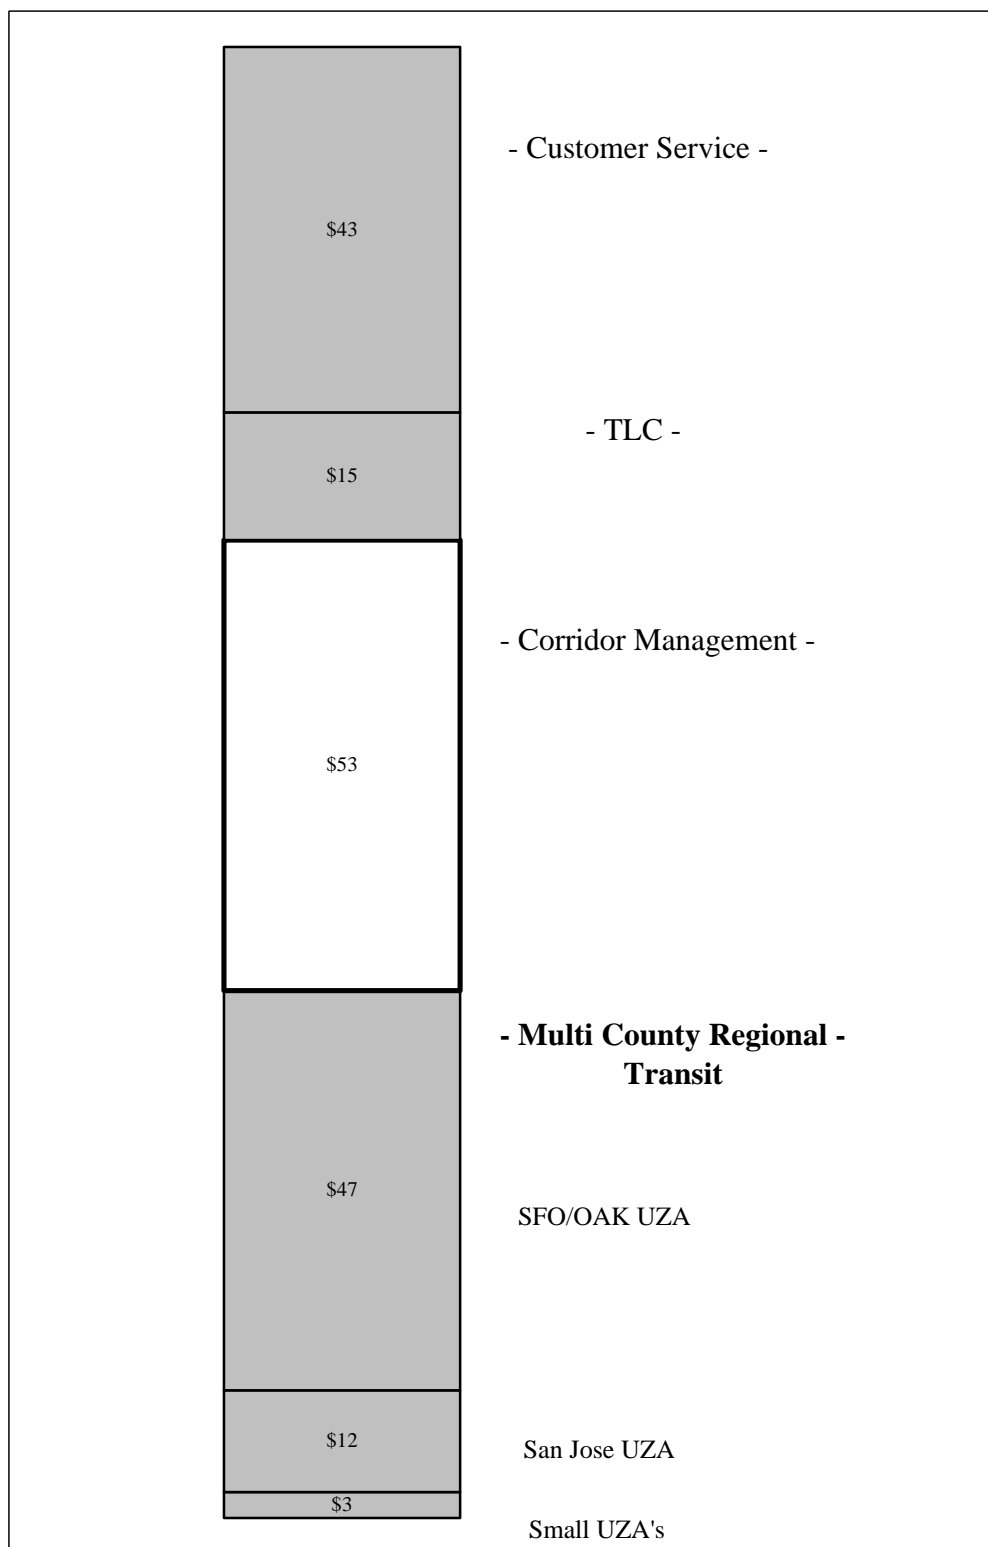 - Customer Service -
$43
- TLC -
$15
- Corridor Management -
$53
- Multi County Regional -
Transit
$47
SFO/OAK UZA
$12
San Jose UZA
$3
Small UZA's